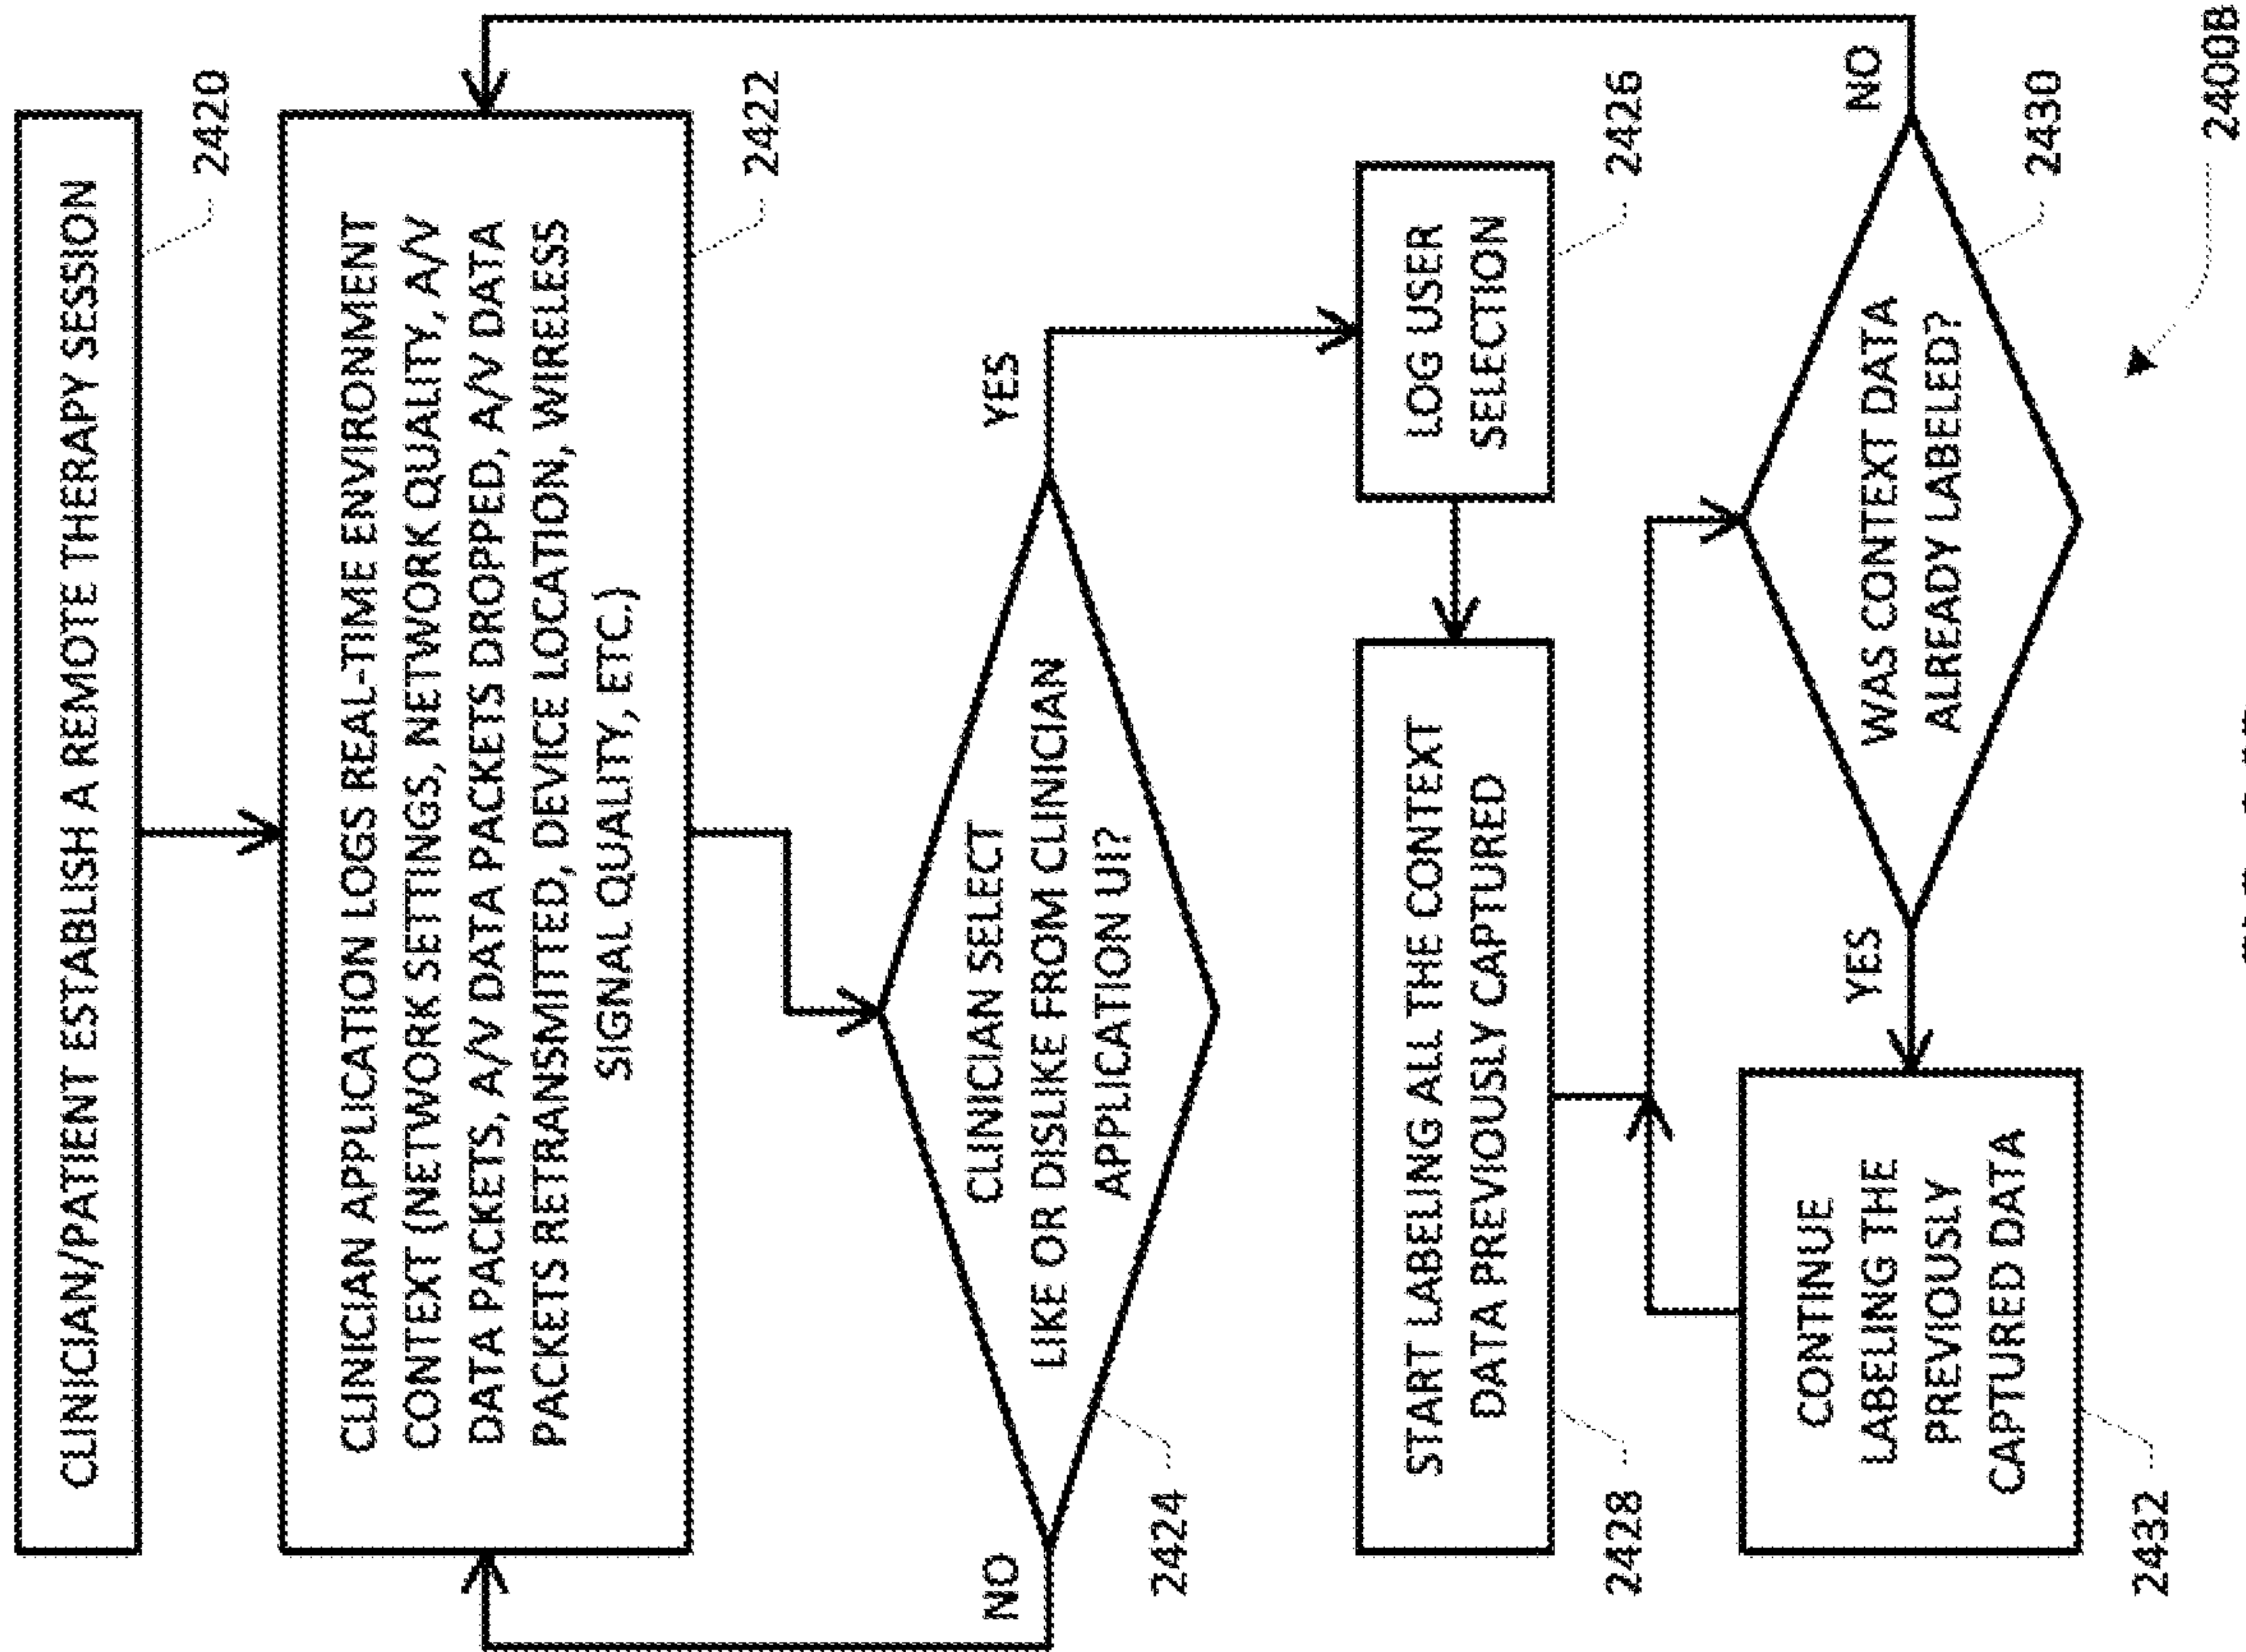 CLINICIAN/PATIENT ESTABLISH A REMOTE THERAPY SESSION
2420
CLINICIAN APPLICATION LOGS REAL-TIME ENVIRONMENT
CONTEXT (NETWORK SETTINGS, NETWORK QUALITY, A/V
DATA PACKETS, A/V DATA PACKETS DROPPED, A/V DATA
PACKETS RETRANSMITTED, DEVICE LOCATION, WIRELESS
SIGNAL QUALITY, ETC.)
2422
NO
CLINICIAN SELECT
LIKE OR DISLIKE FROM CLINICIAN
APPLICATION UI?
YES
2424
LOG USER
SELECTION
2426
START LABELING ALL THE CONTEXT
DATA PREVIOUSLY CAPTURED
2428
WAS CONTEXT DATA
ALREADY LABELED?
NO
2430
YES
CONTINUE
LABELING THE
PREVIOUSLY
CAPTURED DATA
2432
2400B